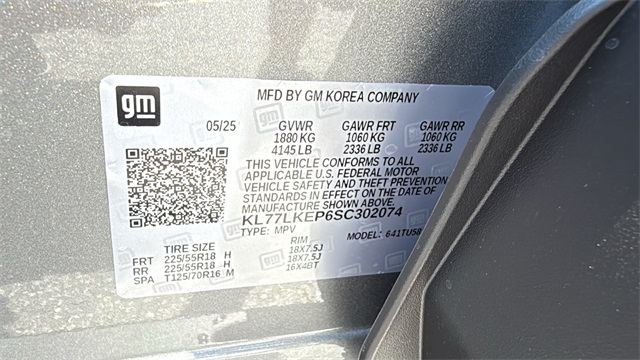 gm
MFD BY GM KOREA COMPANY
05/25 GVWR GAWR FRT GAWR RR
1880 KG 1060 KG 1060 KG
4145 LB 2336 LB 2336 LB
THIS VEHICLE CONFORMS TO ALL
APPLICABLE U.S. FEDERAL MOTOR
VEHICLE SAFETY AND THEFT PREVENTION
STANDARDS IN EFFECT ON THE DATE OF
MANUFACTURE SHOWN ABOVE.
KL77LKEP6SC302074
TYPE: MPV MODEL: 641TU58
TIRE SIZE RIM
FRT 225/55R18 H 18X7.5J
RR 225/55R18 H 18X7.5J
SPA T125/70R16 M 16X4BT